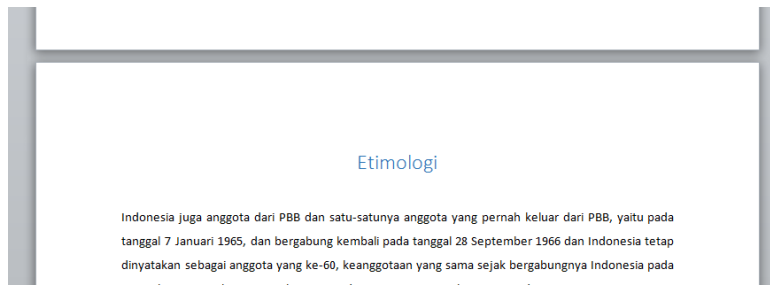 Etimologi
Indonesia juga anggota dari PBB dan satu-satunya anggota yang pernah keluar dari PBB, yaitu pada
tanggal 7 Januari 1965, dan bergabung kembali pada tanggal 28 September 1966 dan Indonesia tetap
dinyatakan sebagai anggota yang ke-60, keanggotaan yang sama sejak bergabungnya Indonesia pada